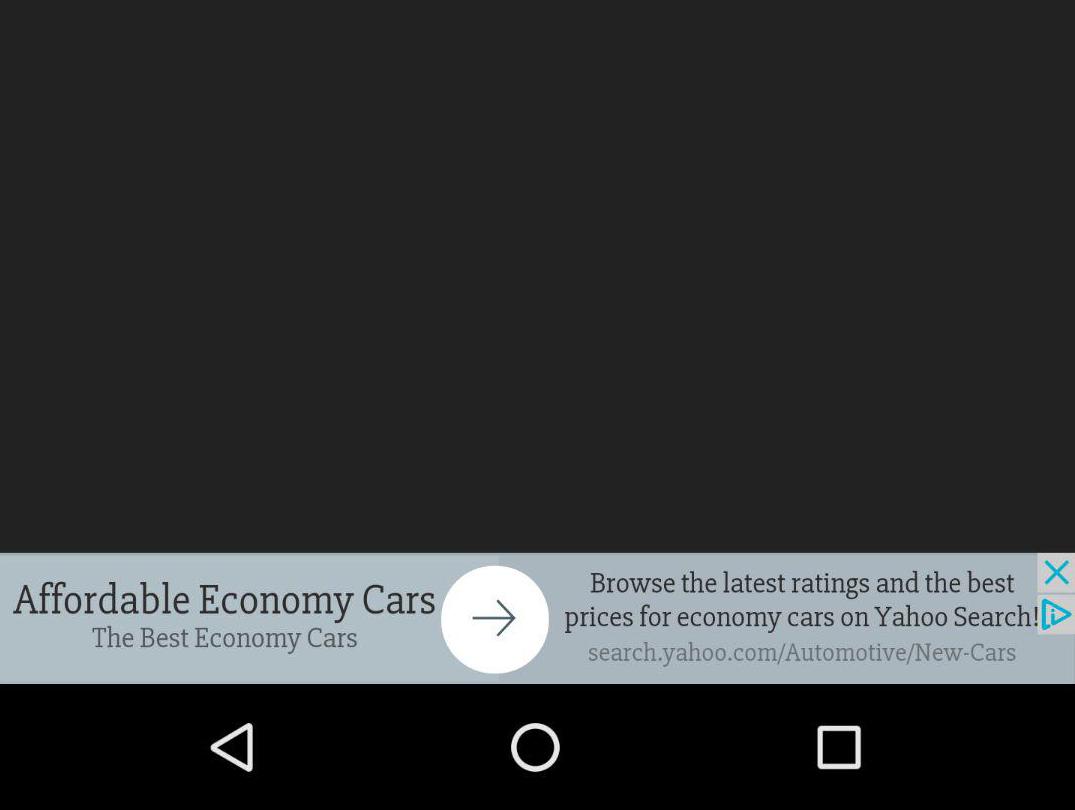 Affordable Economy Cars
The Best Economy Cars
Browse the latest ratings and the best
prices for economy cars on Yahoo Search!
search.yahoo.com/Automotive/New-Cars